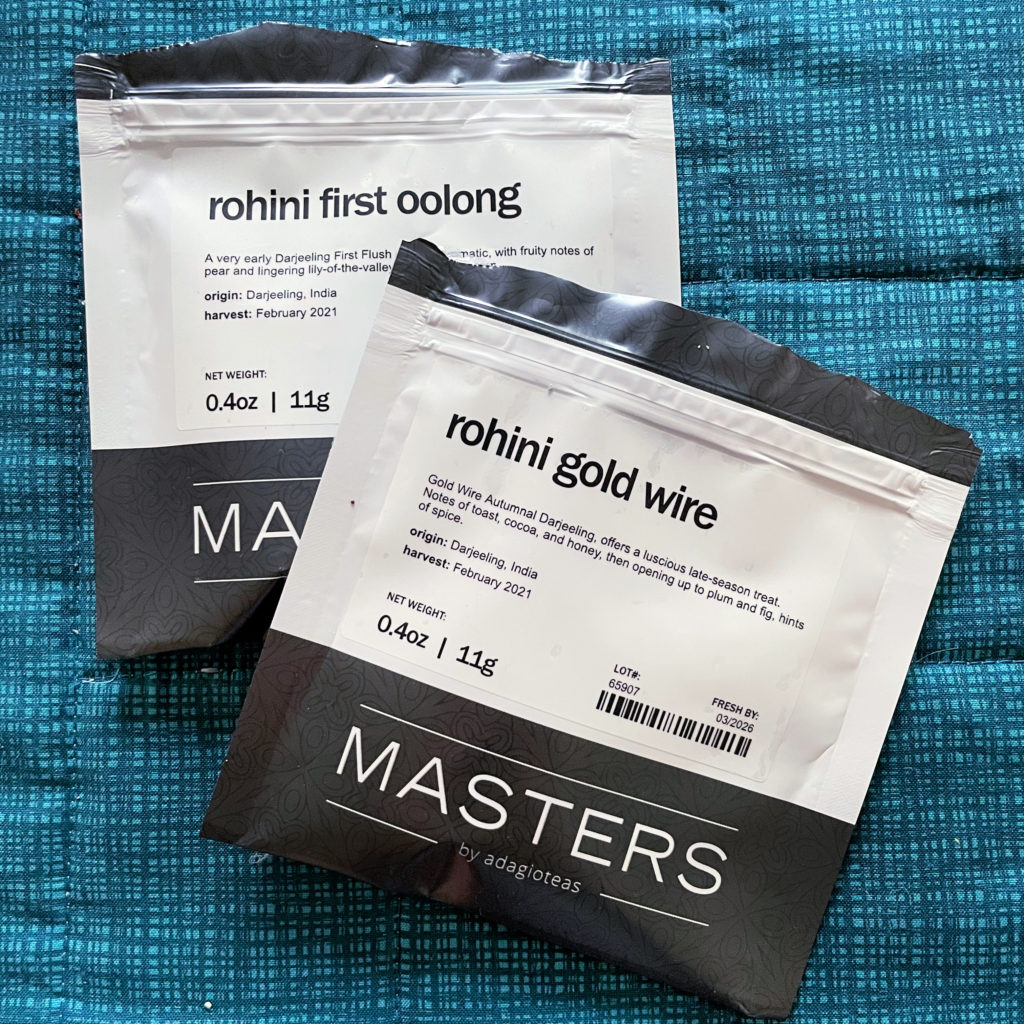 rohini first oolong
A very early Darjeeling First Flush matic, with fruity notes of
pear and lingering lily-of-the-valley
origin: Darjeeling, India
harvest: February 2021
NET WEIGHT:
0.4oz | 11g
MA
rohini gold wire
Gold Wire Autumnal Darjeeling, offers a luscious late-season treat.
Notes of toast, cocoa, and honey, then opening up to plum and fig, hints
of spice.
origin: Darjeeling, India
harvest: February 2021
NET WEIGHT:
0.4oz | 11g
LOT#:
65907
FRESH BY:
03/2026
MASTERS
by adagioteas